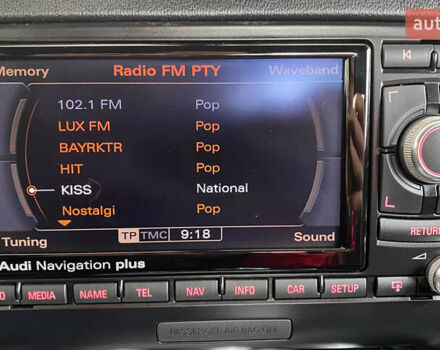 auto
Memory Radio FM PTY Waveband
102.1 FM Pop
LUX FM Pop
BAYRKTR Pop
HIT Pop
KISS National
Nostalgi Pop
Tuning TP TMC 9:18 Sound
RETURN
Audi Navigation plus
MEDIA NAME TEL NAV INFO CAR SETUP
PASSENGER AIR BAG OFF